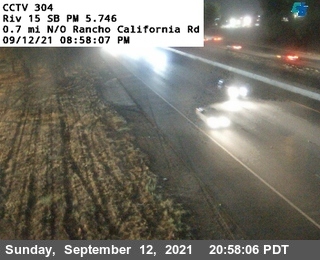 CCTV 304
Riv 15 SB PM 5.746
0.7 mi N/O Rancho California Rd
09/12/21 08:58:07 PM
Sunday, September 12, 2021 20:58:06 PDT